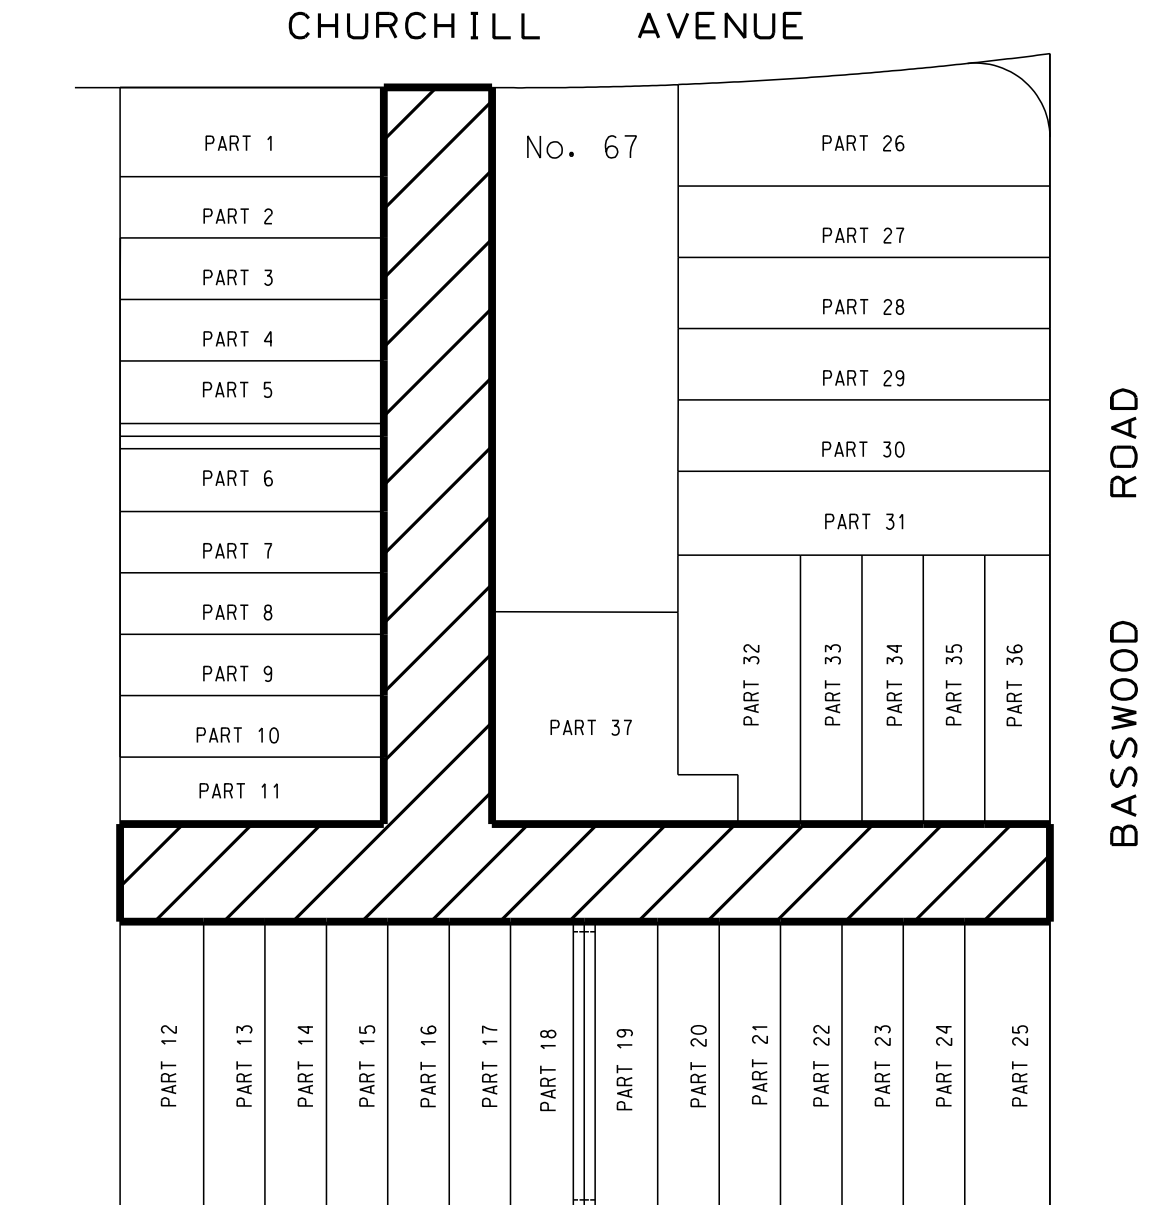 CHURCHILL AVENUE
PART 1
No. 67
PART 26
PART 2
PART 27
PART 3
PART 28
PART 4
PART 29
PART 5
ROAD
PART 30
PART 6
PART 31
PART 7
PART 8
PART 9
PART 32
PART 33
PART 34
PART 35
PART 36
BASSWOOD
PART 10
PART 37
PART 11
PART 12
PART 13
PART 14
PART 15
PART 16
PART 17
PART 18
PART 19
PART 20
PART 21
PART 22
PART 23
PART 24
PART 25